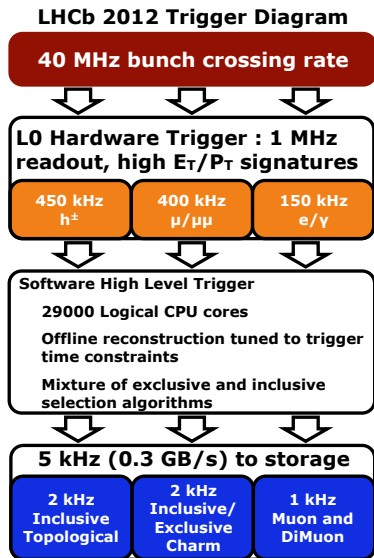 LHCb 2012 Trigger Diagram
40 MHz bunch crossing rate
L0 Hardware Trigger : 1 MHz
readout, high ET/PT signatures
450 kHz
h±
400 kHz
μ/μμ
150 kHz
e/γ
Software High Level Trigger
29000 Logical CPU cores
Offline reconstruction tuned to trigger
time constraints
Mixture of exclusive and inclusive
selection algorithms
5 kHz (0.3 GB/s) to storage
2 kHz
Inclusive
Topological
2 kHz
Inclusive/
Exclusive
Charm
1 kHz
Muon and
DiMuon